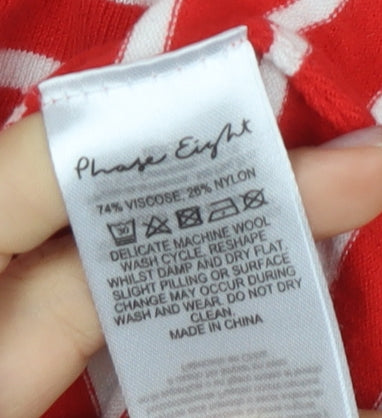 Phase Eight
74% VISCOSE, 26% NYLON
30
DELICATE MACHINE WOOL
WASH CYCLE, RESHAPE
WHILST DAMP AND DRY FLAT,
SLIGHT PILLING OR SURFACE
CHANGE MAY OCCUR DURING
WASH AND WEAR. DO NOT DRY
CLEAN.
MADE IN CHINA